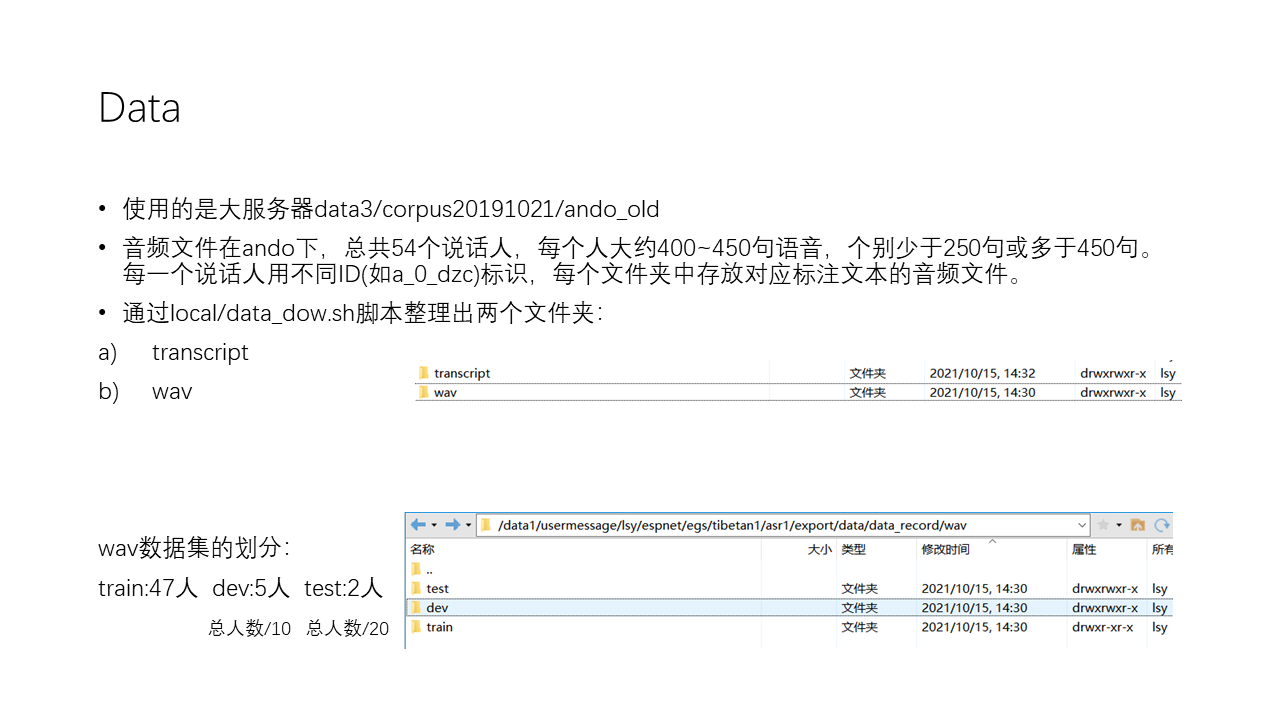 Data
• 使用的是大服务器data3/corpus20191021/ando_old
• 音频文件在ando下，总共54个说话人，每个人大约400~450句语音，个别少于250句或多于450句。
每一个说话人用不同ID(如a_0_dzc)标识，每个文件夹中存放对应标注文本的音频文件。
• 通过local/data_dow.sh脚本整理出两个文件夹：
a) transcript
b) wav
transcript 文件夹 2021/10/15, 14:32 drwxrwxr-x lsy
wav 文件夹 2021/10/15, 14:30 drwxrwxr-x lsy
wav数据集的划分：
train:47人 dev:5人 test:2人
总人数/10 总人数/20
/data1/usermessage/lsy/espnet/egs/tibetan1/asr1/export/data/data_record/wav
名称 大小 类型 修改时间 属性 所有
..
test 文件夹 2021/10/15, 14:30 drwxrwxr-x lsy
dev 文件夹 2021/10/15, 14:30 drwxrwxr-x lsy
train 文件夹 2021/10/15, 14:30 drwxr-xr-x lsy